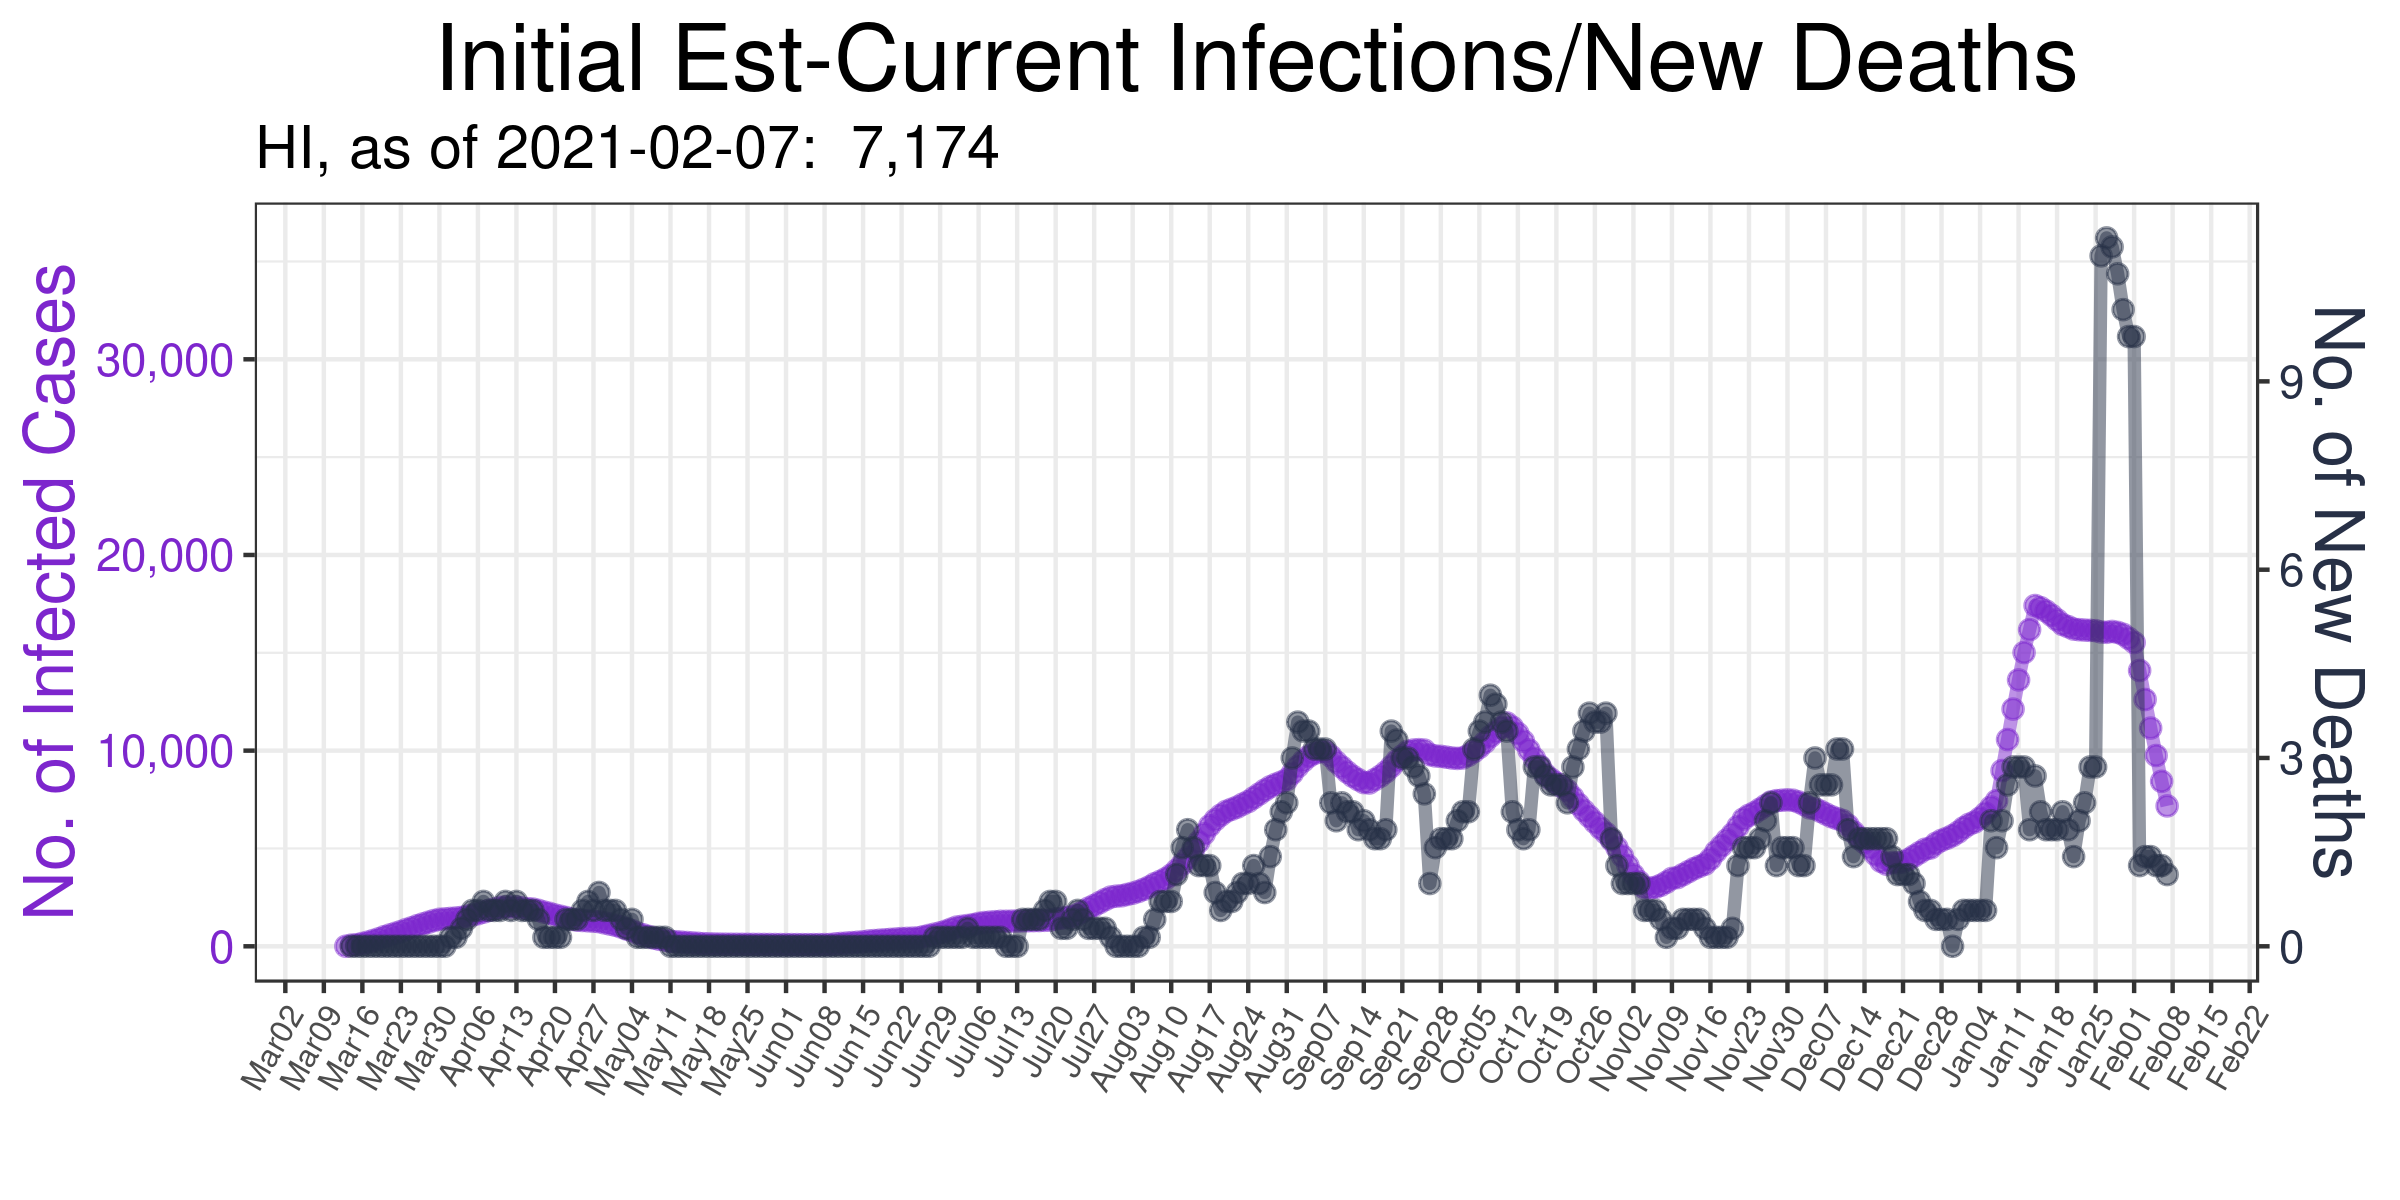 Initial Est-Current Infections/New Deaths
HI, as of 2021-02-07:  7,174
No. of Infected Cases
30,000
20,000
10,000
0
9
6
3
0
No. of New Deaths
Mar02
Mar09
Mar16
Mar23
Mar30
Apr06
Apr13
Apr20
Apr27
May04
May11
May18
May25
Jun01
Jun08
Jun15
Jun22
Jun29
Jul06
Jul13
Jul20
Jul27
Aug03
Aug10
Aug17
Aug24
Aug31
Sep07
Sep14
Sep21
Sep28
Oct05
Oct12
Oct19
Oct26
Nov02
Nov09
Nov16
Nov23
Nov30
Dec07
Dec14
Dec21
Dec28
Jan04
Jan11
Jan18
Jan25
Feb01
Feb08
Feb15
Feb22